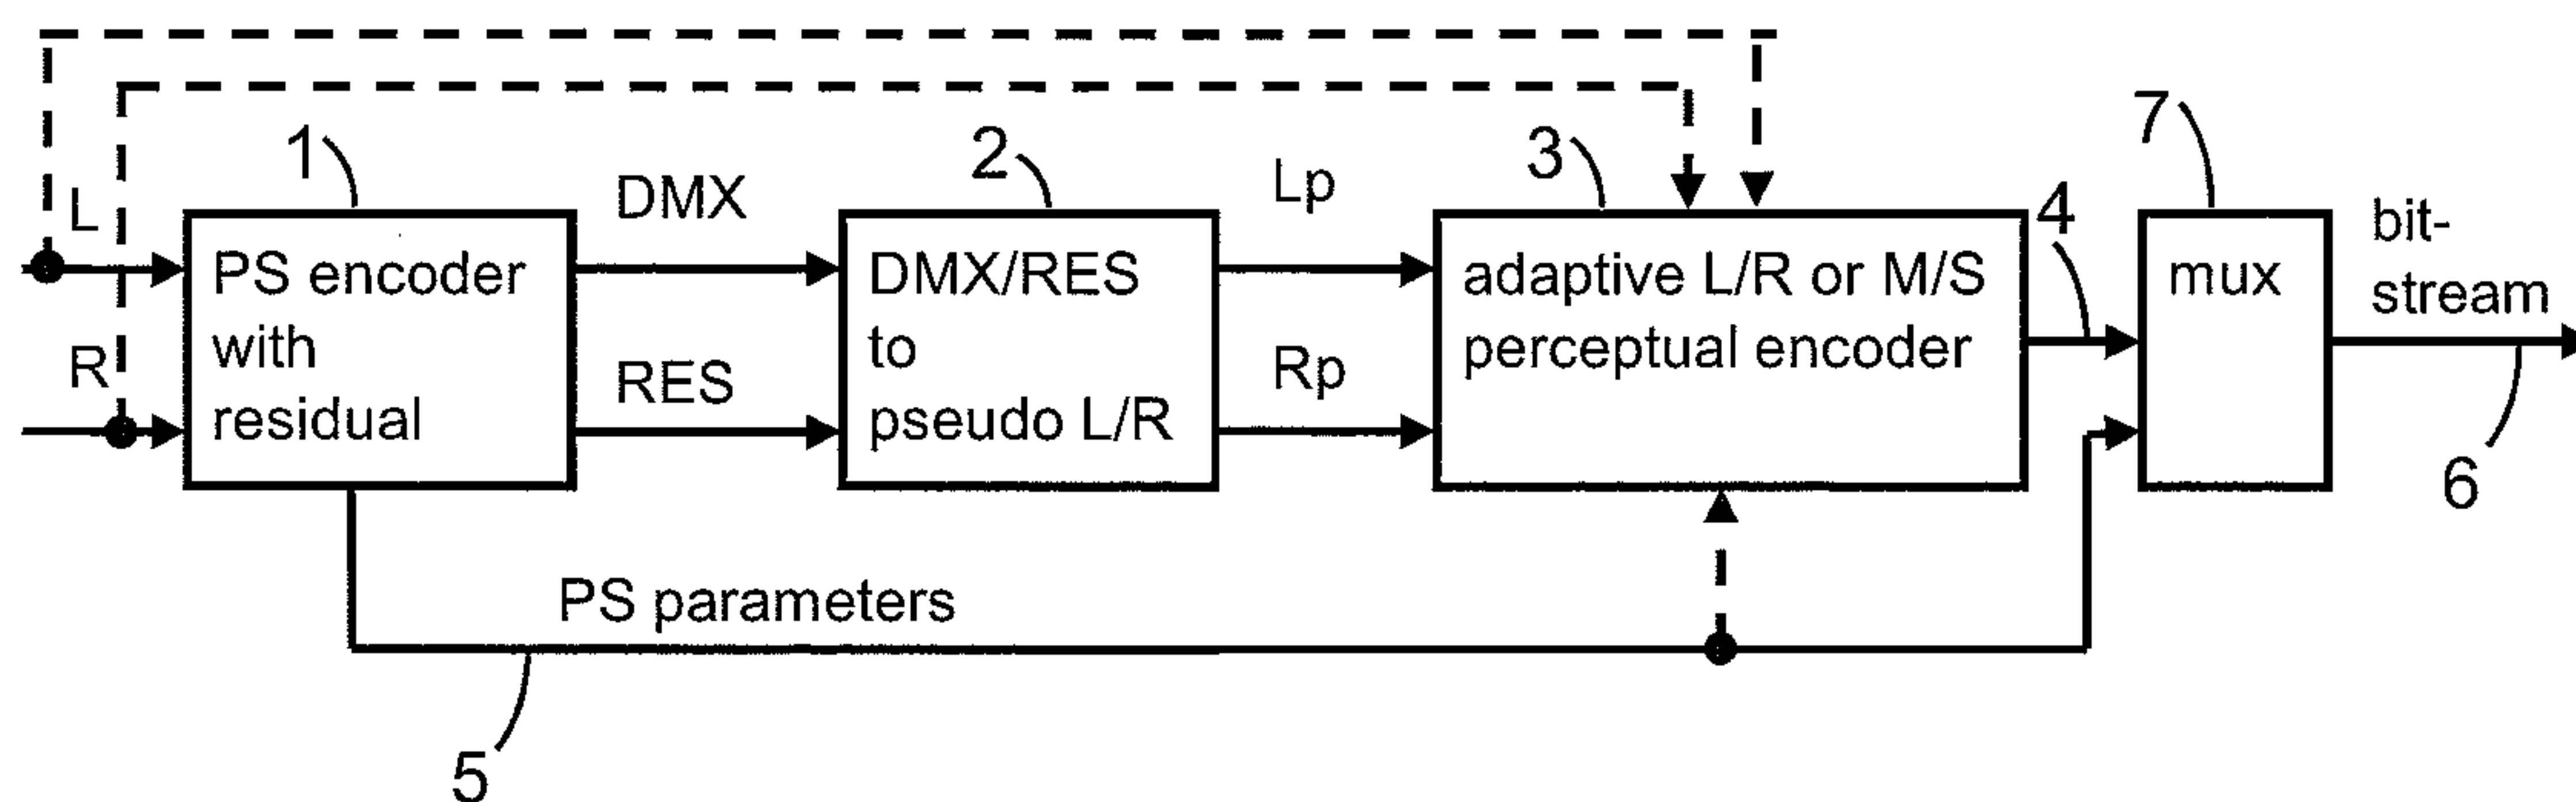 1
2
3
7
L
DMX
Lp
4
bit-
stream
PS encoder
with
residual
DMX/RES
to
pseudo L/R
adaptive L/R or M/S
perceptual encoder
mux
R
RES
Rp
6
PS parameters
5